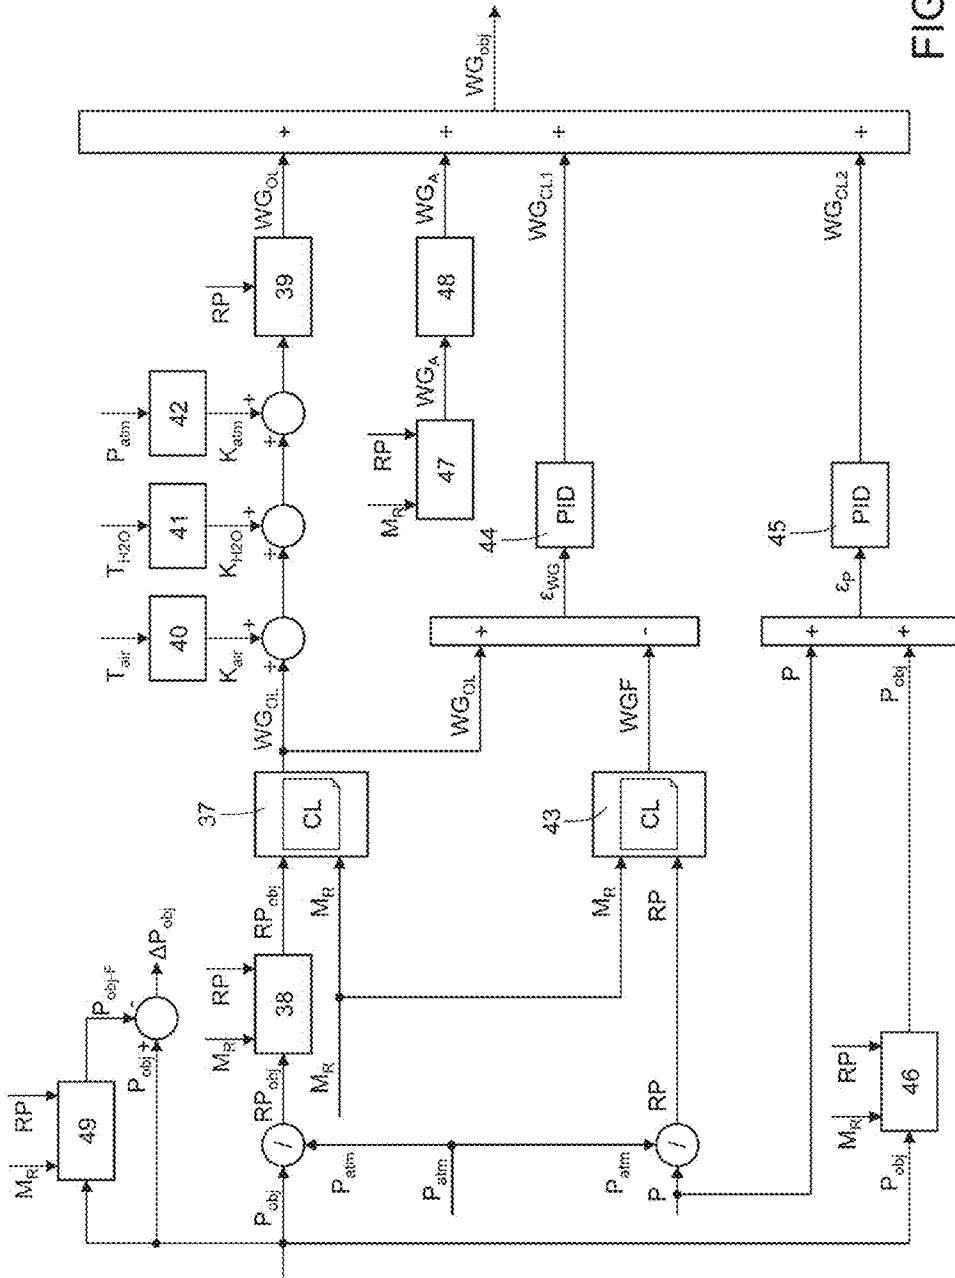 FIG
M_R RP
49
P_obj-F
P_obj + -
ΔP_obj
P_obj
P_atm
/
RP_obj
M_R RP
38
RP_obj
M_R
M_R
37
CL
WG_OL
T_air
40
K_air
+ +
T_H2O
41
K_H2O
+ +
P_atm
42
K_atm
+ +
RP
39
WG_OL
+
WG_obj
M_R RP
47
WG_A
48
WG_A
+
WG_OL
+
-
ε_WG
44
PID
WG_CL1
+
P_atm
P_atm
P
/
RP
M_R
RP
43
CL
WGF
P
+
P_obj
+
ε_P
45
PID
WG_CL2
+
P_obj
M_R RP
46